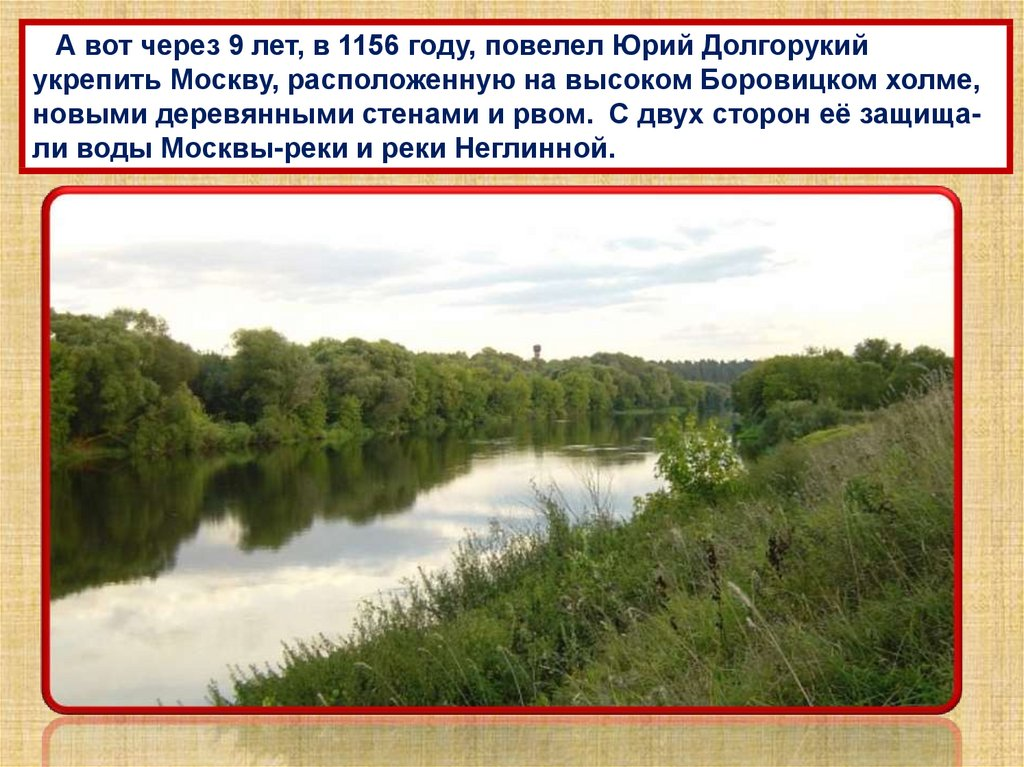 А вот через 9 лет, в 1156 году, повелел Юрий Долгорукий
укрепить Москву, расположенную на высоком Боровицком холме,
новыми деревянными стенами и рвом. С двух сторон её защища-
ли воды Москвы-реки и реки Неглинной.